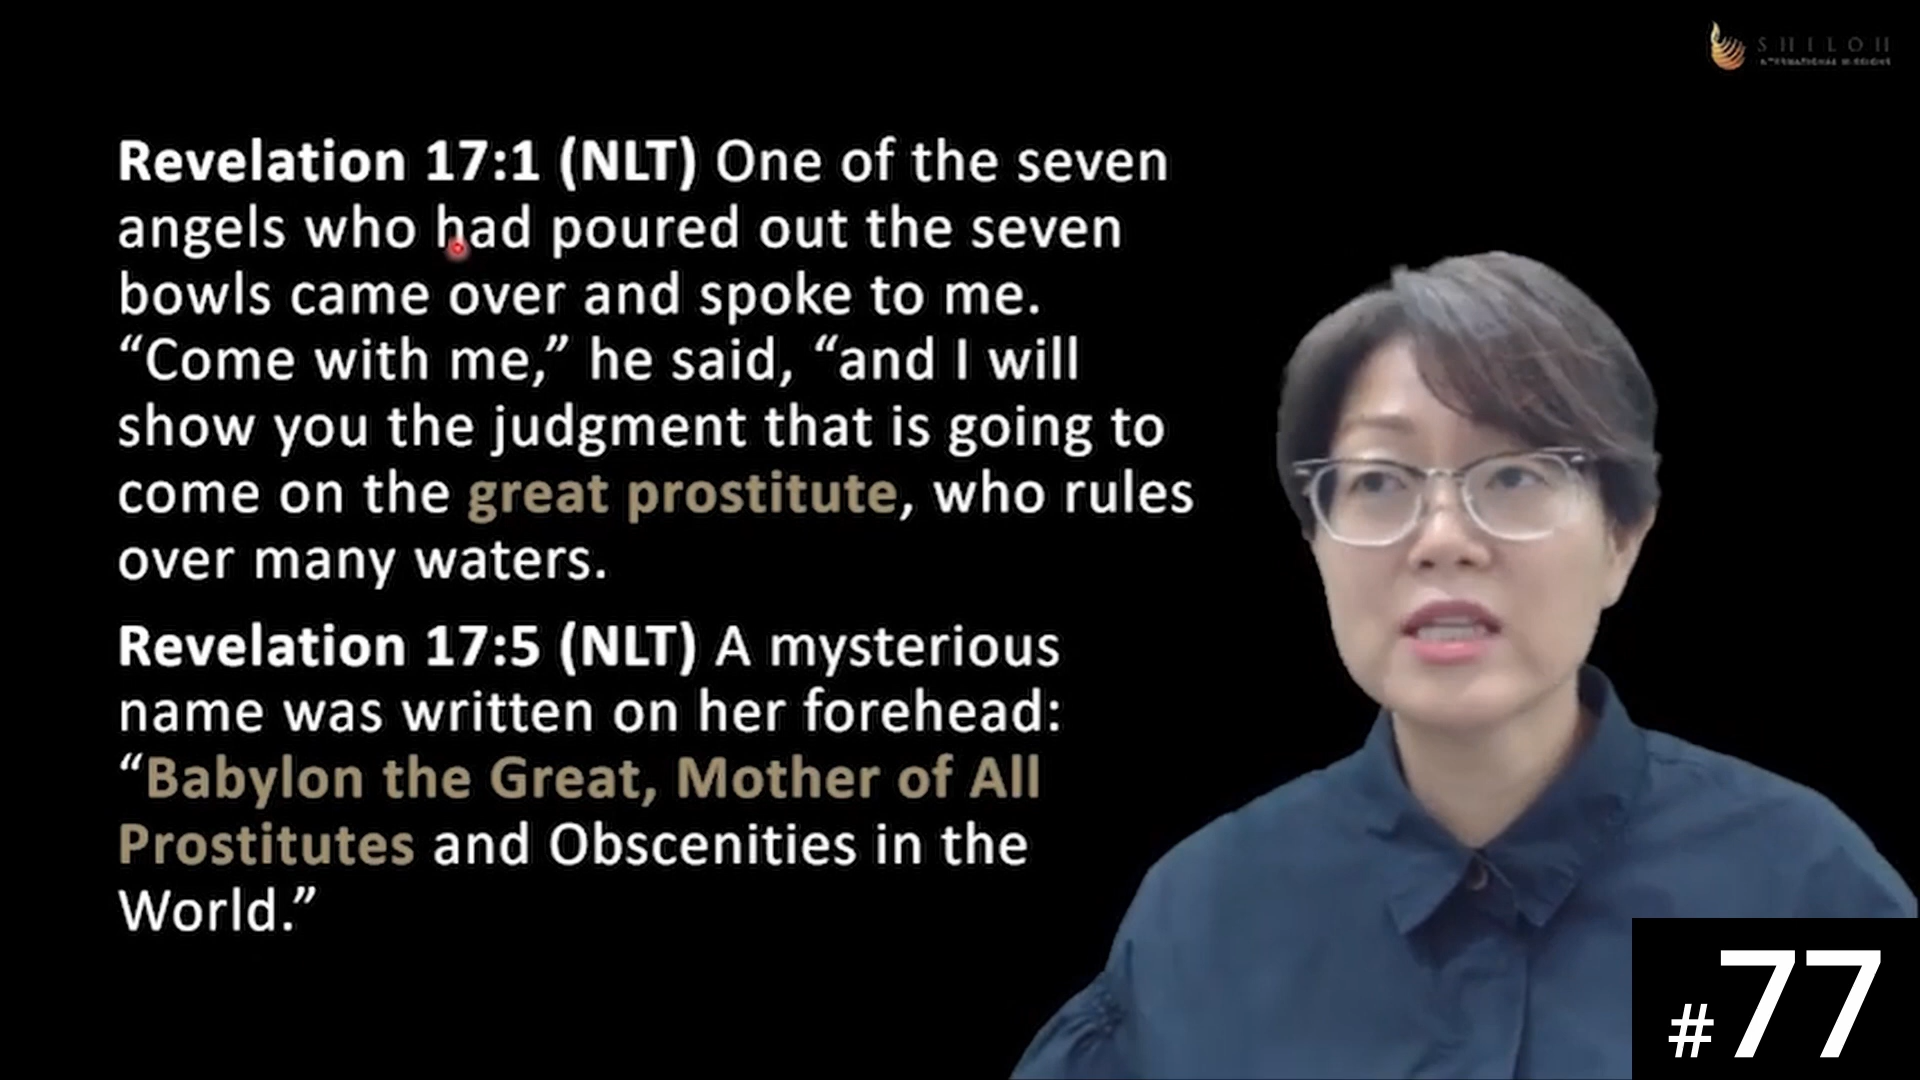 SHILOH
INTERNATIONAL MISSIONS
Revelation 17:1 (NLT) One of the seven
angels who had poured out the seven
bowls came over and spoke to me.
“Come with me,” he said, “and I will
show you the judgment that is going to
come on the great prostitute, who rules
over many waters.
Revelation 17:5 (NLT) A mysterious
name was written on her forehead:
“Babylon the Great, Mother of All
Prostitutes and Obscenities in the
World.”
#77